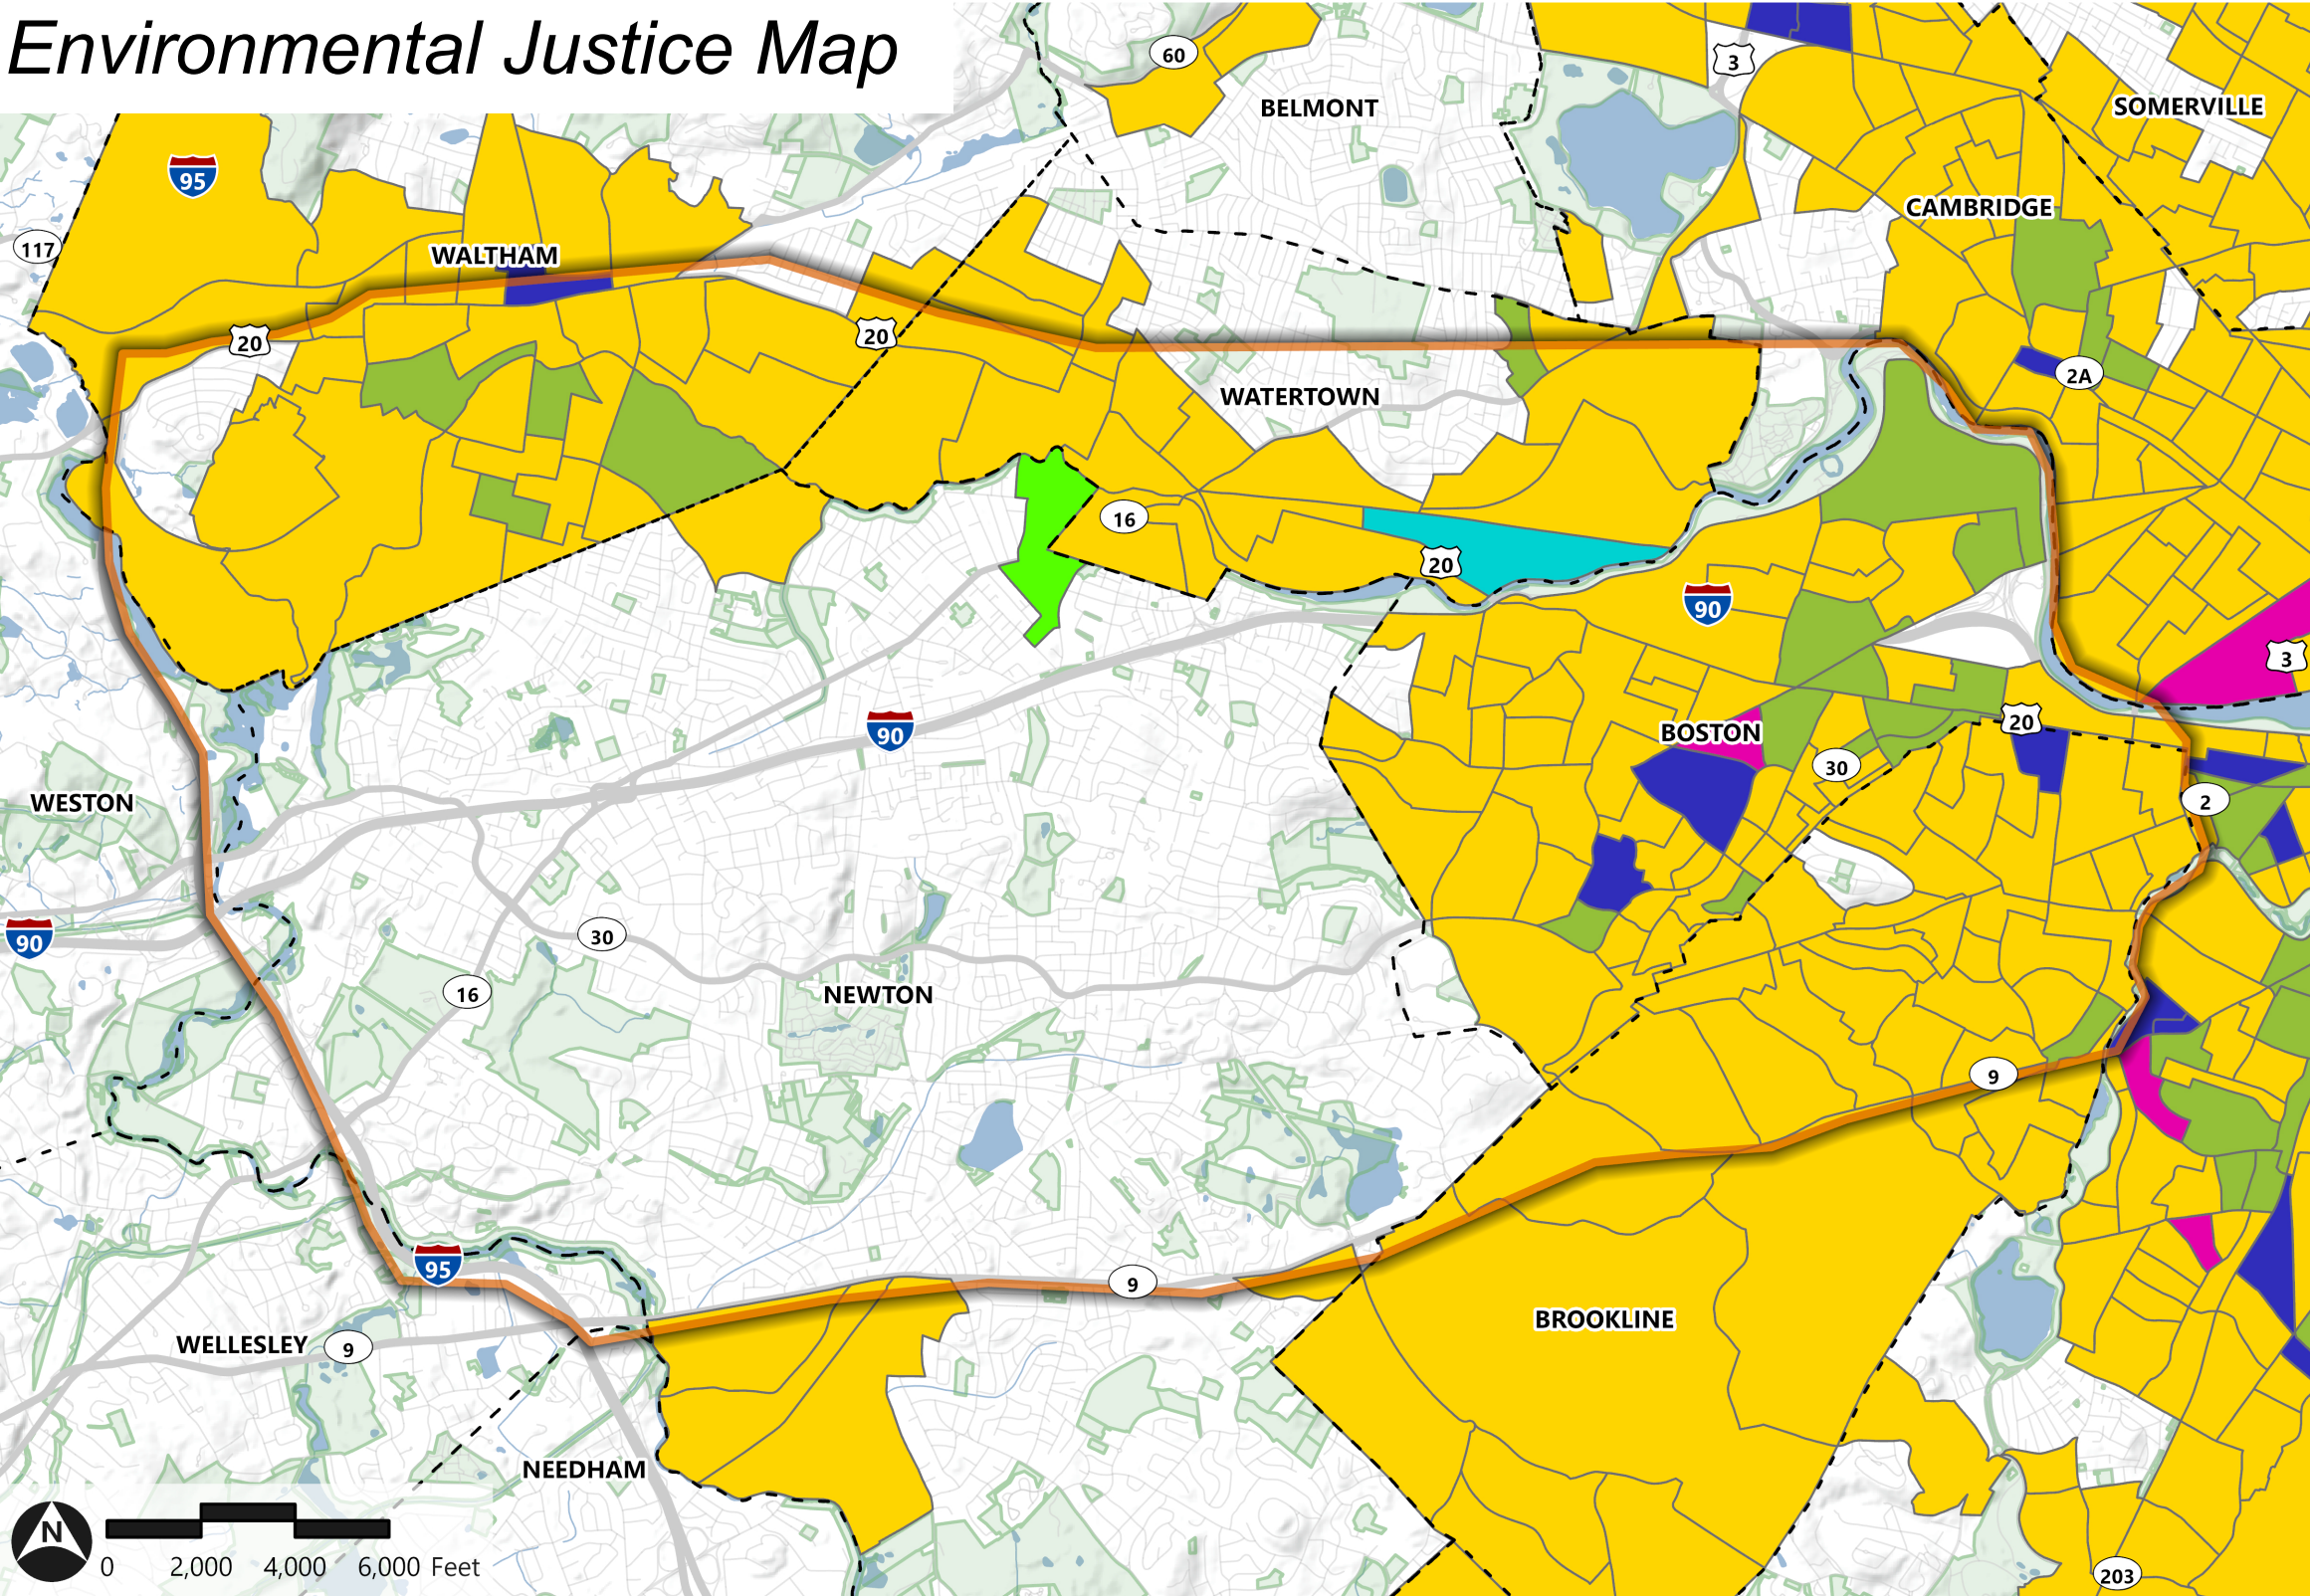 Environmental Justice Map
60
3
BELMONT
SOMERVILLE
95
CAMBRIDGE
117
WALTHAM
20
20
2A
WATERTOWN
16
20
90
3
BOSTON
20
90
30
WESTON
2
90
30
16
NEWTON
9
95
9
WELLESLEY
9
BROOKLINE
NEEDHAM
N
0 2,000 4,000 6,000 Feet
203